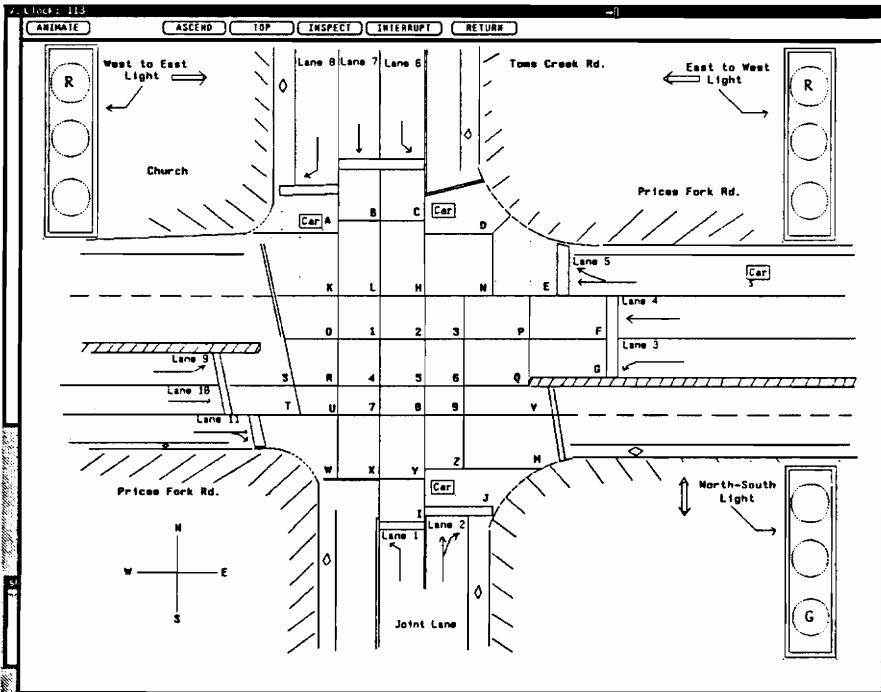 Clock: 113
ANIMATE ASCEND TOP INSPECT INTERRUPT RETURN
West to East
Light
R
Lane 8 Lane 7 Lane 6
Toms Creek Rd.
East to West
Light
R
Church
Prices Fork Rd.
Car A B C Car D
Lane 5
K L H N E
Car
Lane 4
O 1 2 3 P F
Lane 3
G
Lane 9
S R 4 5 6 Q
Lane 10
T U 7 8 9 V
Lane 11
W X Y Z M
Prices Fork Rd.
Car
I J
North-South
Light
Lane 1 Lane 2
N
W E
S
Joint Lane
G